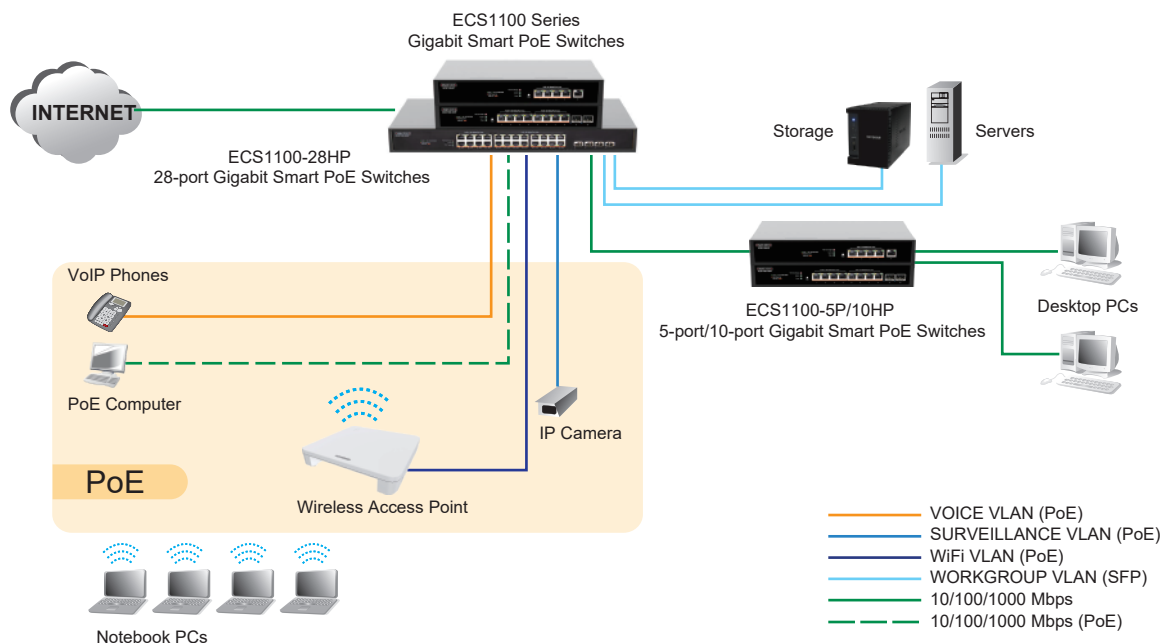 ECS1100 Series
Gigabit Smart PoE Switches
INTERNET
Storage
Servers
ECS1100-28HP
28-port Gigabit Smart PoE Switches
VoIP Phones
ECS1100-5P/10HP
5-port/10-port Gigabit Smart PoE Switches
Desktop PCs
PoE Computer
IP Camera
PoE
Wireless Access Point
VOICE VLAN (PoE)
SURVEILLANCE VLAN (PoE)
WiFi VLAN (PoE)
WORKGROUP VLAN (SFP)
10/100/1000 Mbps
10/100/1000 Mbps (PoE)
Notebook PCs